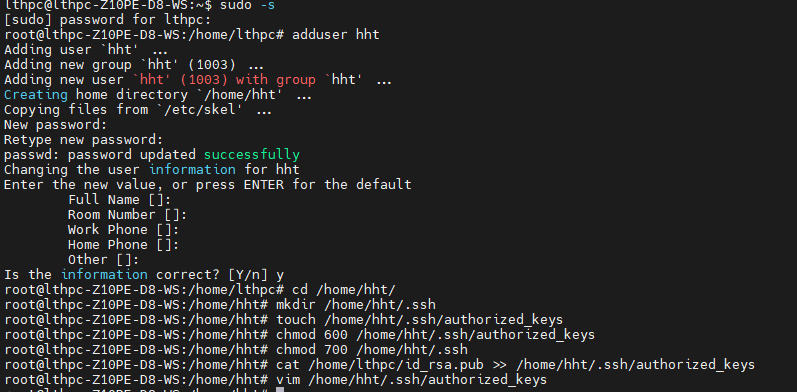 lthpc@lthpc-Z10PE-D8-WS:~$ sudo -s
[sudo] password for lthpc:
root@lthpc-Z10PE-D8-WS:/home/lthpc# adduser hht
Adding user `hht' ...
Adding new group `hht' (1003) ...
Adding new user `hht' (1003) with group `hht' ...
Creating home directory `/home/hht' ...
Copying files from `/etc/skel' ...
New password:
Retype new password:
passwd: password updated successfully
Changing the user information for hht
Enter the new value, or press ENTER for the default
Full Name []:
Room Number []:
Work Phone []:
Home Phone []:
Other []:
Is the information correct? [Y/n] y
root@lthpc-Z10PE-D8-WS:/home/lthpc# cd /home/hht/
root@lthpc-Z10PE-D8-WS:/home/hht# mkdir /home/hht/.ssh
root@lthpc-Z10PE-D8-WS:/home/hht# touch /home/hht/.ssh/authorized_keys
root@lthpc-Z10PE-D8-WS:/home/hht# chmod 600 /home/hht/.ssh/authorized_keys
root@lthpc-Z10PE-D8-WS:/home/hht# chmod 700 /home/hht/.ssh
root@lthpc-Z10PE-D8-WS:/home/hht# cat /home/lthpc/id_rsa.pub >> /home/hht/.ssh/authorized_keys
root@lthpc-Z10PE-D8-WS:/home/hht# vim /home/hht/.ssh/authorized_keys